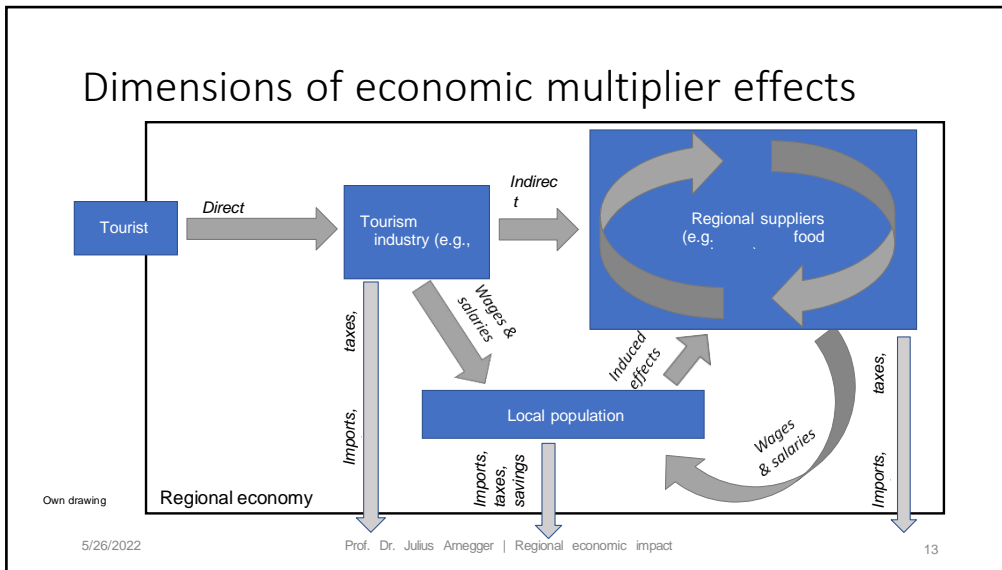 Dimensions of economic multiplier effects
Tourist
Direct
Tourism
industry (e.g.,
Indirec
t
Regional suppliers
(e.g. food
Wages &
salaries
Induced
effects
Local population
Wages
& salaries
Imports, taxes,
Imports,
taxes,
savings
Imports, taxes,
Own drawing
Regional economy
5/26/2022
Prof. Dr. Julius Arnegger | Regional economic impact
13